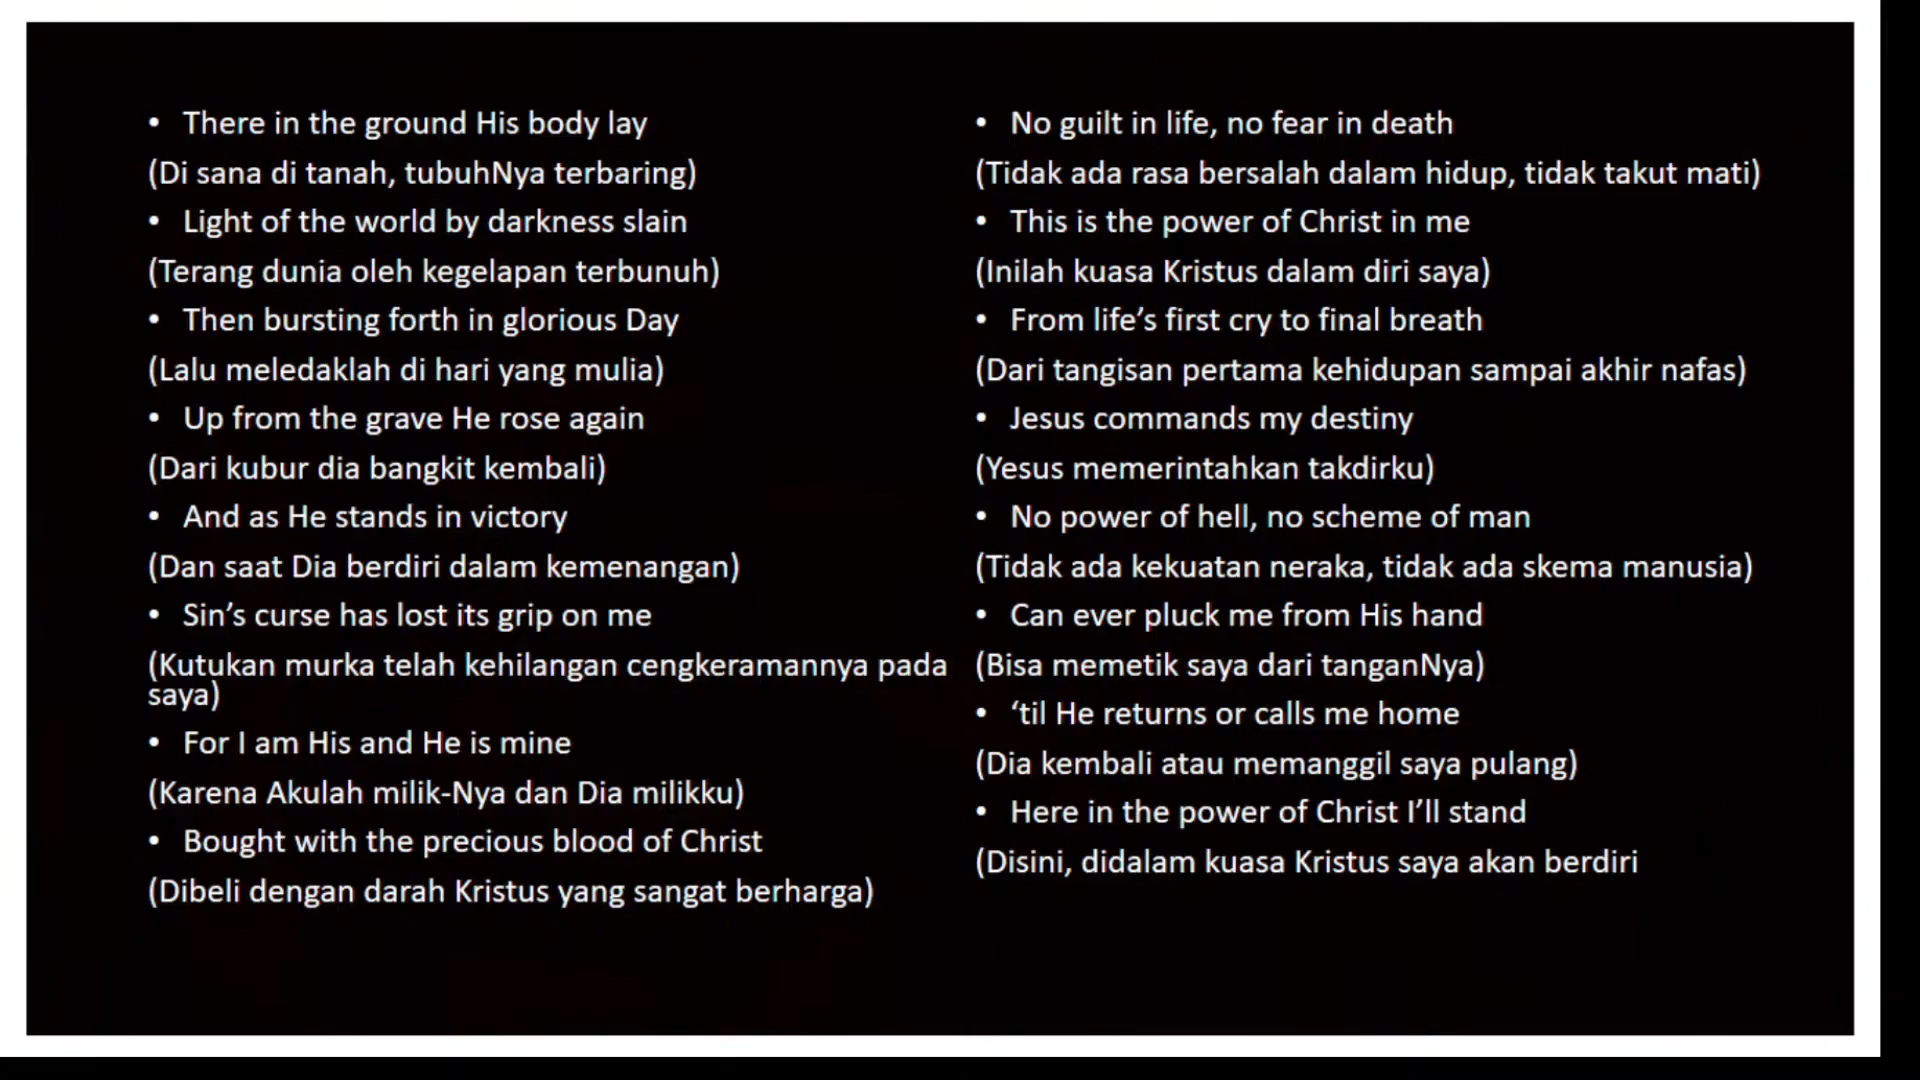 • There in the ground His body lay
(Di sana di tanah, tubuhNya terbaring)
• Light of the world by darkness slain
(Terang dunia oleh kegelapan terbunuh)
• Then bursting forth in glorious Day
(Lalu meledaklah di hari yang mulia)
• Up from the grave He rose again
(Dari kubur dia bangkit kembali)
• And as He stands in victory
(Dan saat Dia berdiri dalam kemenangan)
• Sin’s curse has lost its grip on me
(Kutukan murka telah kehilangan cengkeramannya pada
saya)
• For I am His and He is mine
(Karena Akulah milik-Nya dan Dia milikku)
• Bought with the precious blood of Christ
(Dibeli dengan darah Kristus yang sangat berharga)
• No guilt in life, no fear in death
(Tidak ada rasa bersalah dalam hidup, tidak takut mati)
• This is the power of Christ in me
(Inilah kuasa Kristus dalam diri saya)
• From life’s first cry to final breath
(Dari tangisan pertama kehidupan sampai akhir nafas)
• Jesus commands my destiny
(Yesus memerintahkan takdirku)
• No power of hell, no scheme of man
(Tidak ada kekuatan neraka, tidak ada skema manusia)
• Can ever pluck me from His hand
(Bisa memetik saya dari tanganNya)
• ‘til He returns or calls me home
(Dia kembali atau memanggil saya pulang)
• Here in the power of Christ I’ll stand
(Disini, didalam kuasa Kristus saya akan berdiri